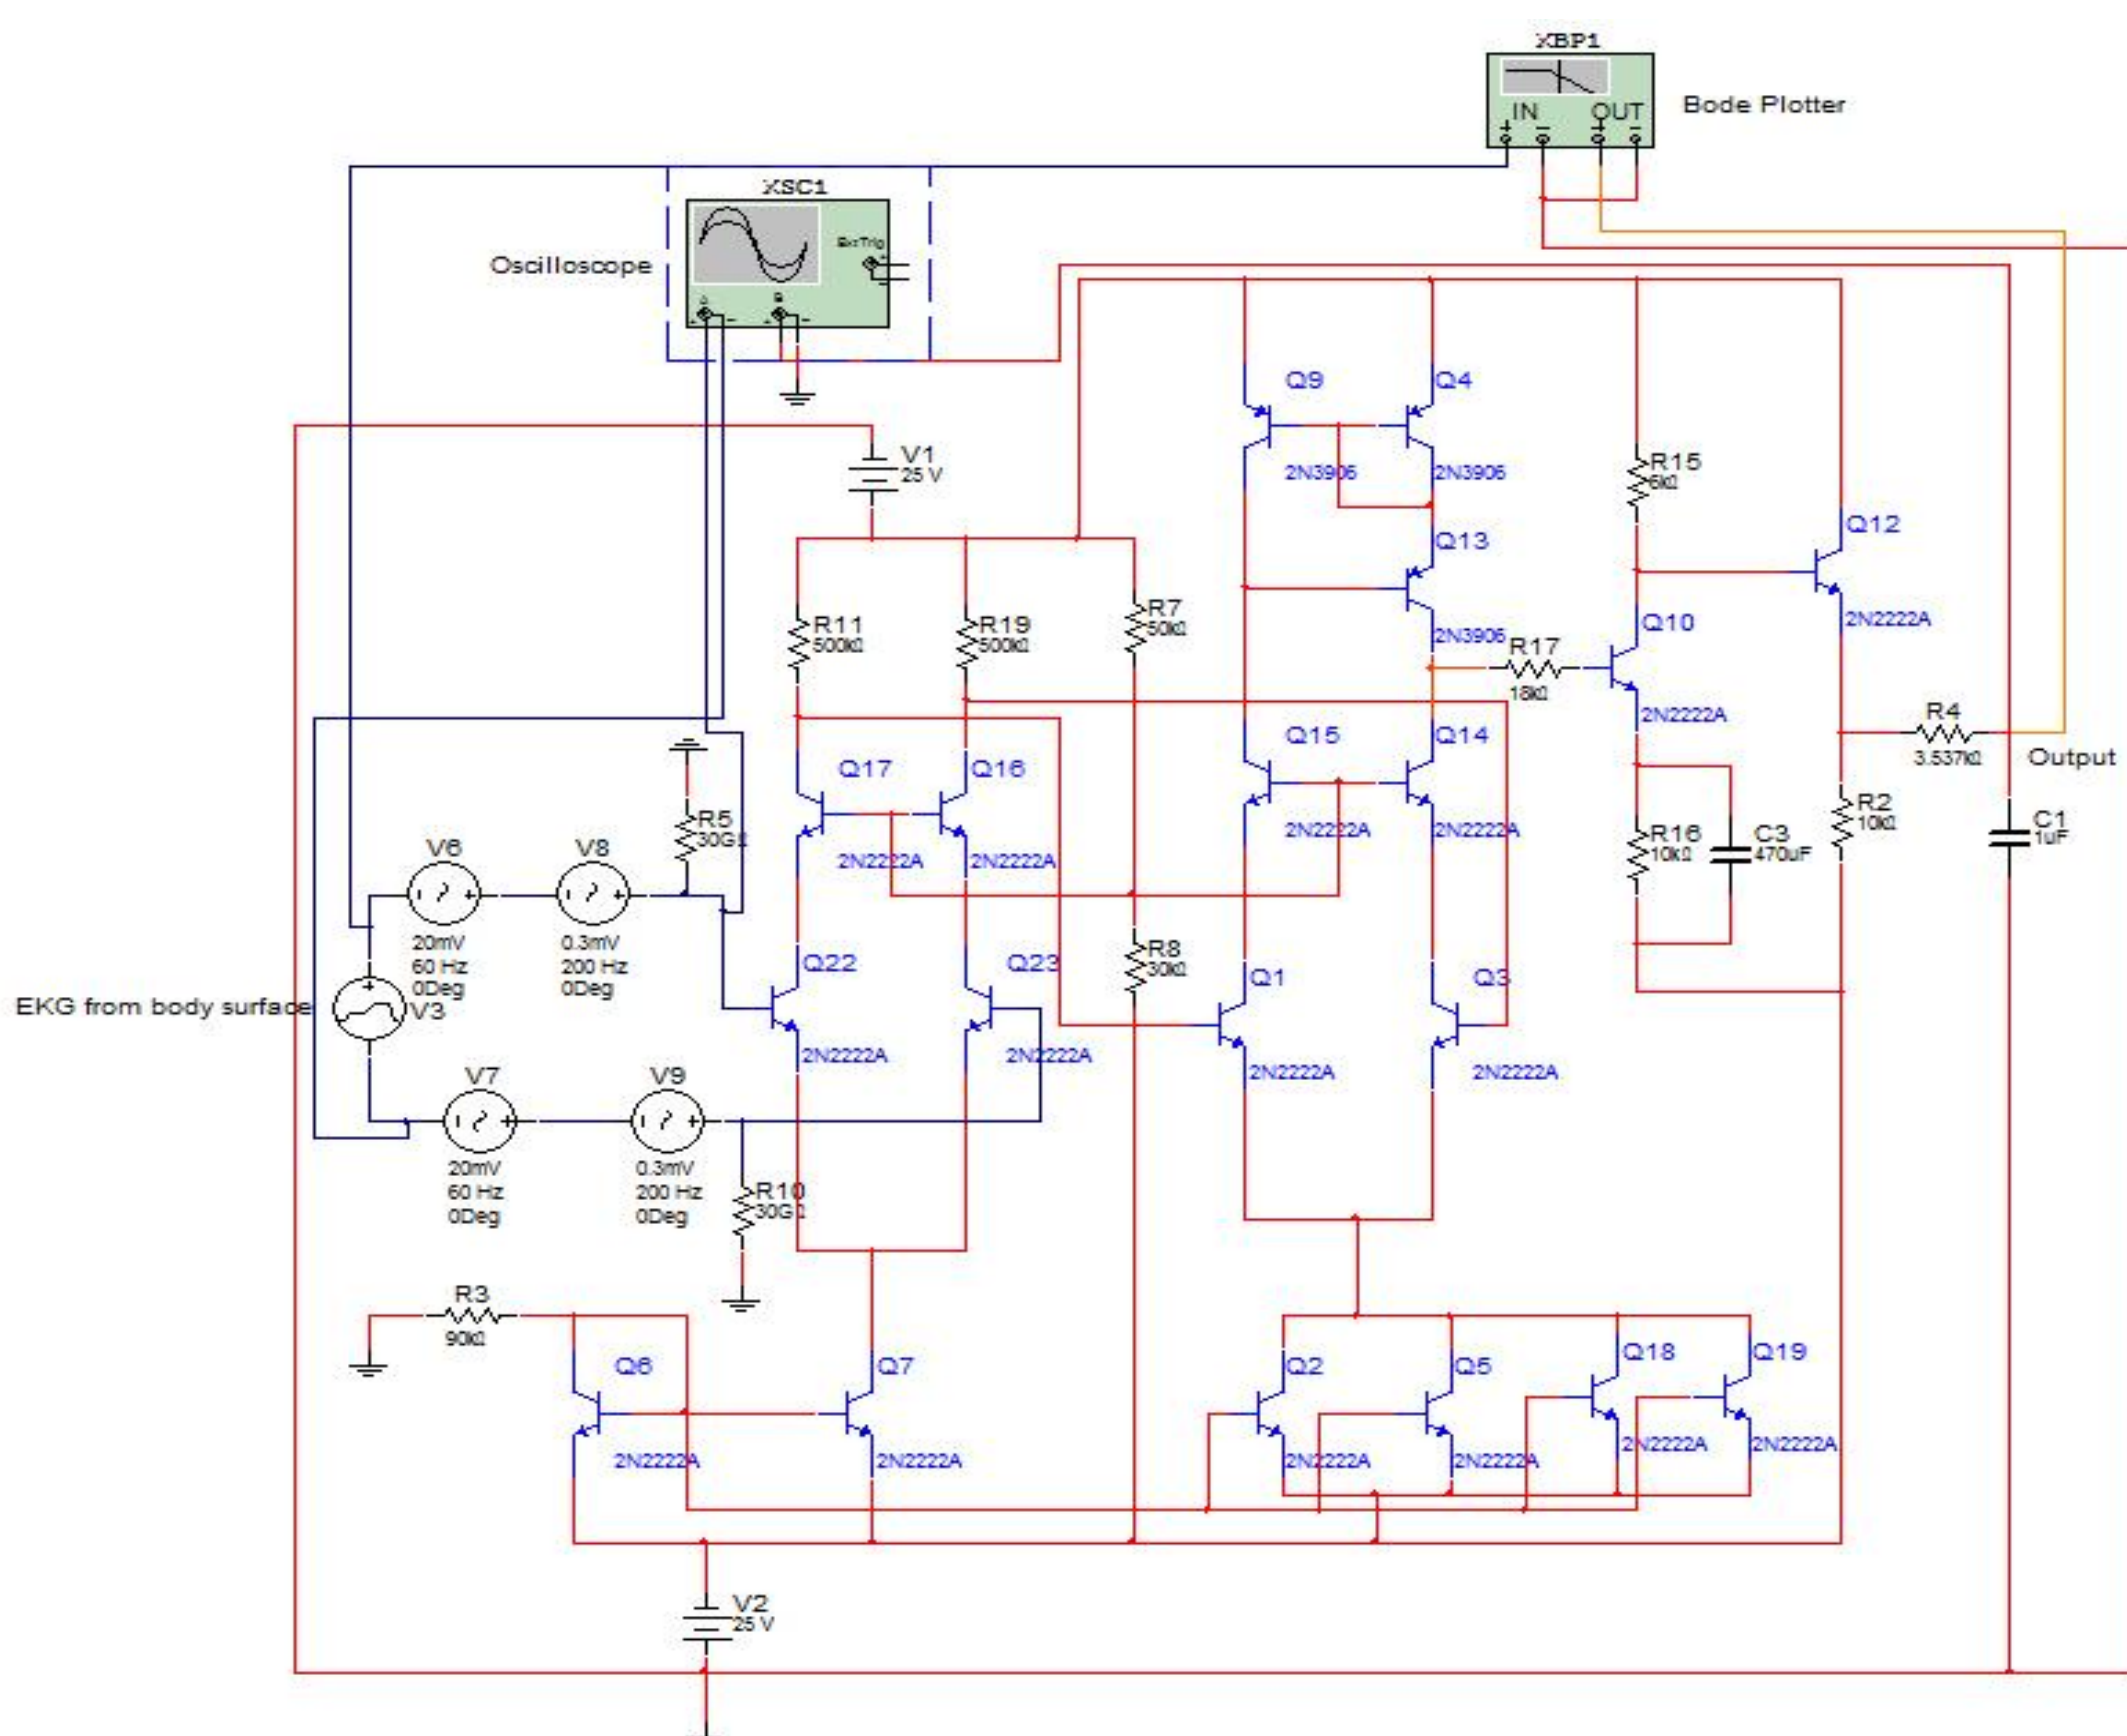 XBP1
IN OUT
Bode Plotter
XSC1
Ext Trig
Oscilloscope
V1
25 V
Q9
2N3906
Q4
2N3906
Q13
2N3906
R15
6kΩ
Q12
2N2222A
R11
500kΩ
R19
500kΩ
R7
50kΩ
R17
18kΩ
Q10
2N2222A
R4
3.537kΩ
Output
Q17
2N2222A
Q16
2N2222A
Q15
2N2222A
Q14
2N2222A
R5
30GΩ
R16
10kΩ
C3
470uF
R2
10kΩ
C1
1uF
V6
20mV
60 Hz
0Deg
V8
0.3mV
200 Hz
0Deg
EKG from body surface
V3
Q22
2N2222A
Q23
2N2222A
R8
30kΩ
Q1
2N2222A
Q3
2N2222A
V7
20mV
60 Hz
0Deg
V9
0.3mV
200 Hz
0Deg
R10
30GΩ
R3
90kΩ
Q6
2N2222A
Q7
2N2222A
Q2
2N2222A
Q5
2N2222A
Q18
2N2222A
Q19
2N2222A
V2
25 V